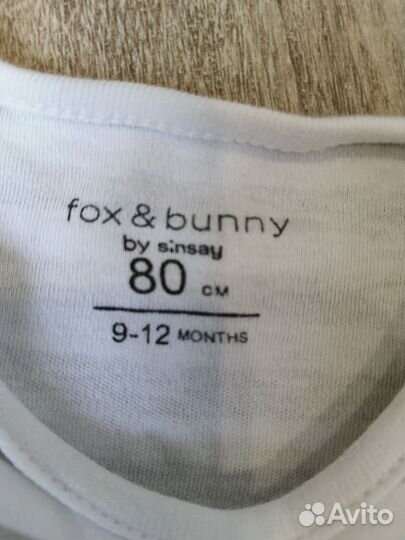 fox & bunny
by sinsay
80 CM
9-12 MONTHS
Avito